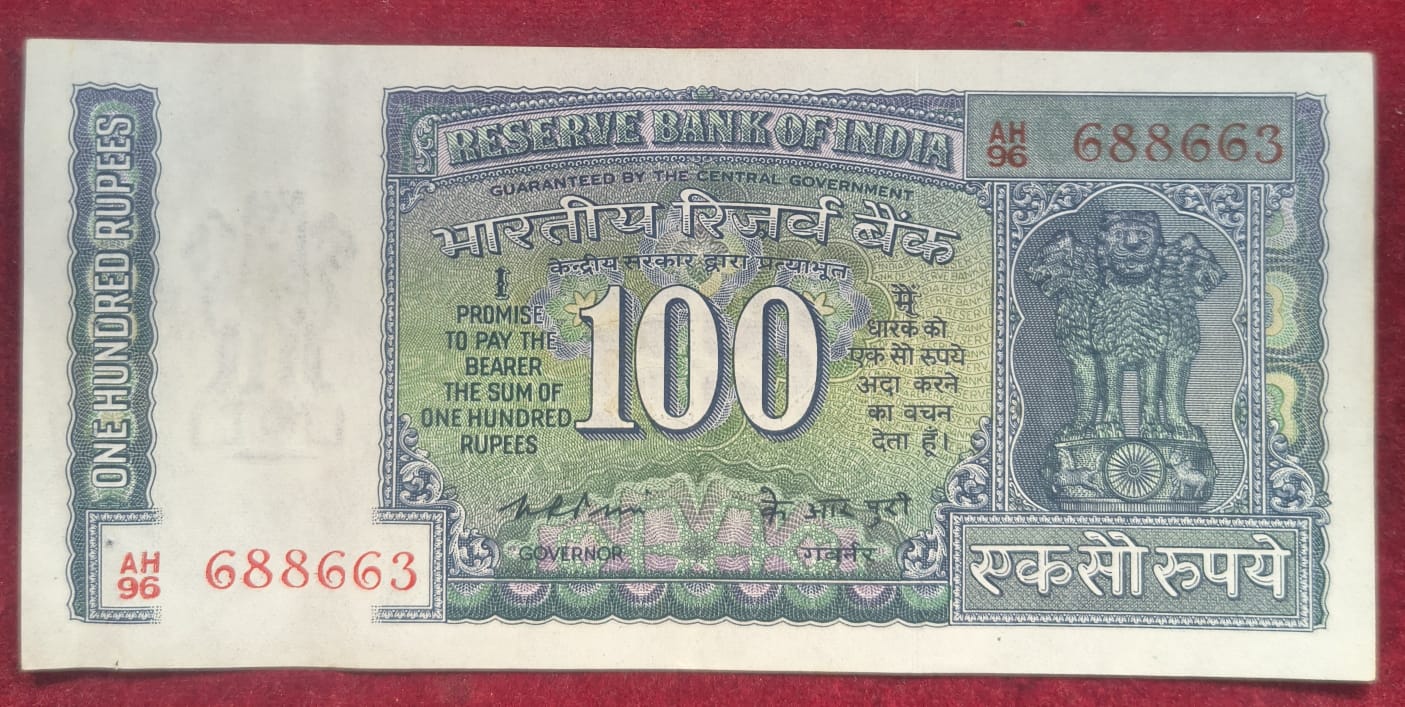 ONE HUNDRED RUPEES
RESERVE BANK OF INDIA
AH
96
688663
GUARANTEED BY THE CENTRAL GOVERNMENT
भारतीय रिज़र्व बैंक
केन्द्रीय सरकार द्वारा प्रत्याभूत
I
PROMISE
TO PAY THE
BEARER
THE SUM OF
ONE HUNDRED
RUPEES
100
मैं
धारक को
एक सौ रुपये
अदा करने
का वचन
देता हूँ।
के. आर. पुरी
GOVERNOR
गवर्नर
AH
96
688663
एक सौ रुपये